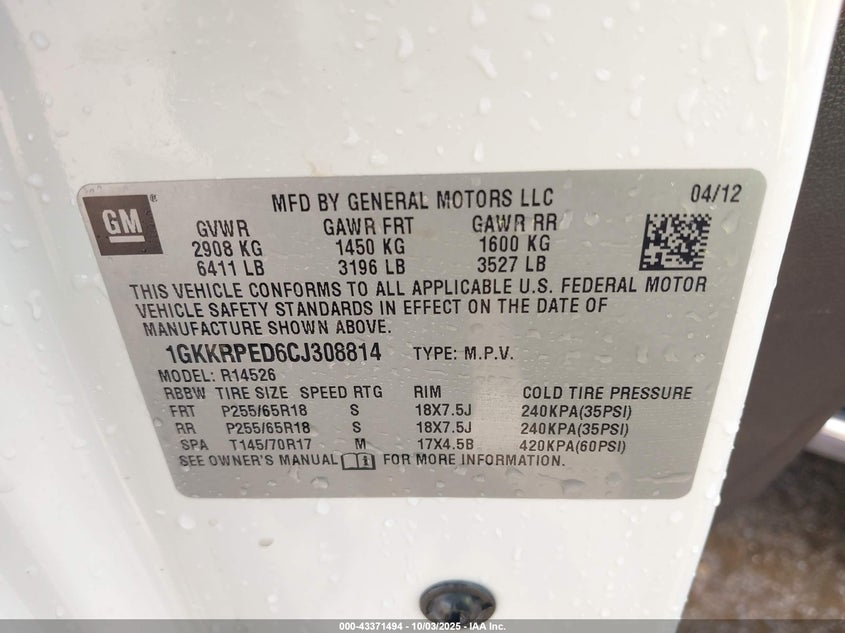 GM ®
MFD BY GENERAL MOTORS LLC 04/12
GVWR GAWR FRT GAWR RR
2908 KG 1450 KG 1600 KG
6411 LB 3196 LB 3527 LB
THIS VEHICLE CONFORMS TO ALL APPLICABLE U.S. FEDERAL MOTOR
VEHICLE SAFETY STANDARDS IN EFFECT ON THE DATE OF
MANUFACTURE SHOWN ABOVE.
1GKKRPED6CJ308814 TYPE: M.P.V.
MODEL: R14526
RBBW TIRE SIZE SPEED RTG RIM COLD TIRE PRESSURE
FRT P255/65R18 S 18X7.5J 240KPA(35PSI)
RR P255/65R18 S 18X7.5J 240KPA(35PSI)
SPA T145/70R17 M 17X4.5B 420KPA(60PSI)
SEE OWNER'S MANUAL FOR MORE INFORMATION.
000-43371494 - 10/03/2025 - IAA Inc.